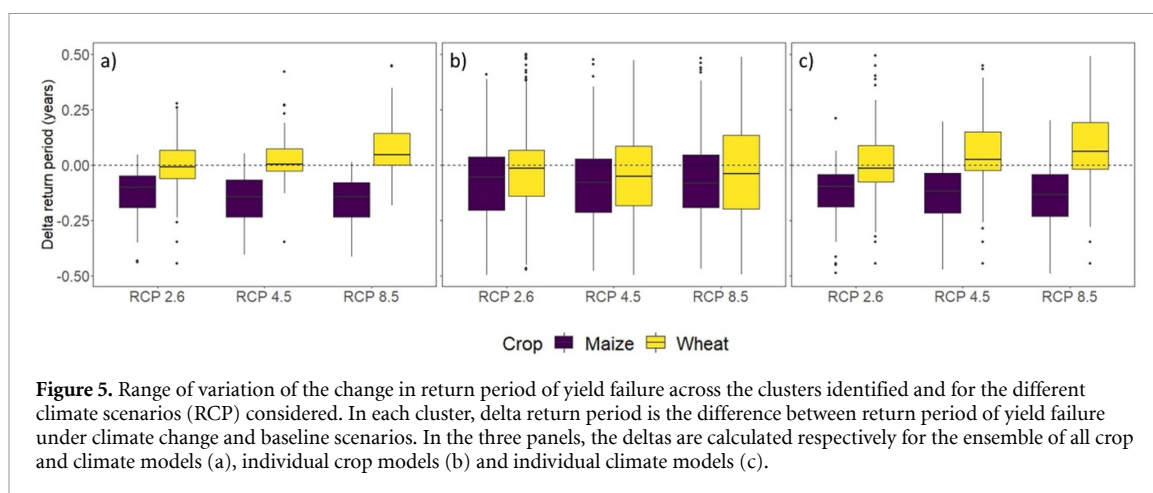 a)
b)
c)
Delta return period (years)
0.50
0.25
0.00
-0.25
-0.50
RCP 2.6 RCP 4.5 RCP 8.5 RCP 2.6 RCP 4.5 RCP 8.5 RCP 2.6 RCP 4.5 RCP 8.5
Crop Maize Wheat
Figure 5. Range of variation of the change in return period of yield failure across the clusters identified and for the different
climate scenarios (RCP) considered. In each cluster, delta return period is the difference between return period of yield failure
under climate change and baseline scenarios. In the three panels, the deltas are calculated respectively for the ensemble of all crop
and climate models (a), individual crop models (b) and individual climate models (c).